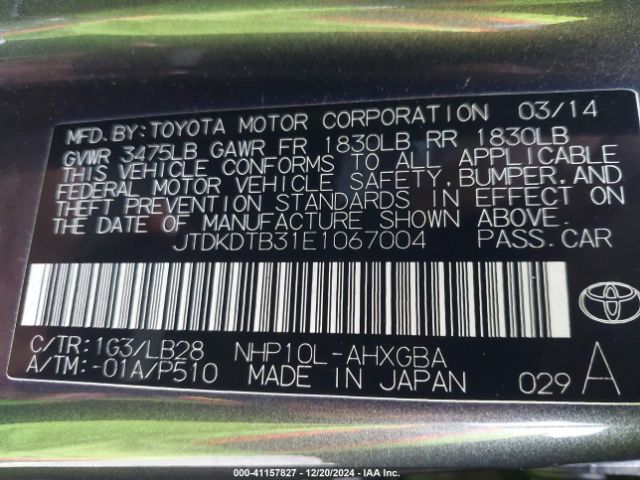 MFD. BY: TOYOTA MOTOR CORPORATION 03/14
GVWR 3475LB GAWR FR 1830LB RR 1830LB
THIS VEHICLE CONFORMS TO ALL APPLICABLE
FEDERAL MOTOR VEHICLE SAFETY, BUMPER, AND
THEFT PREVENTION STANDARDS IN EFFECT ON
THE DATE OF MANUFACTURE SHOWN ABOVE.
JTDKDTB31E1067004 PASS.CAR
C/TR: 1G3/LB28 NHP10L-AHXGBA
A/TM: -01A/P510 MADE IN JAPAN 029 A
000-41157827 - 12/20/2024 - IAA Inc.